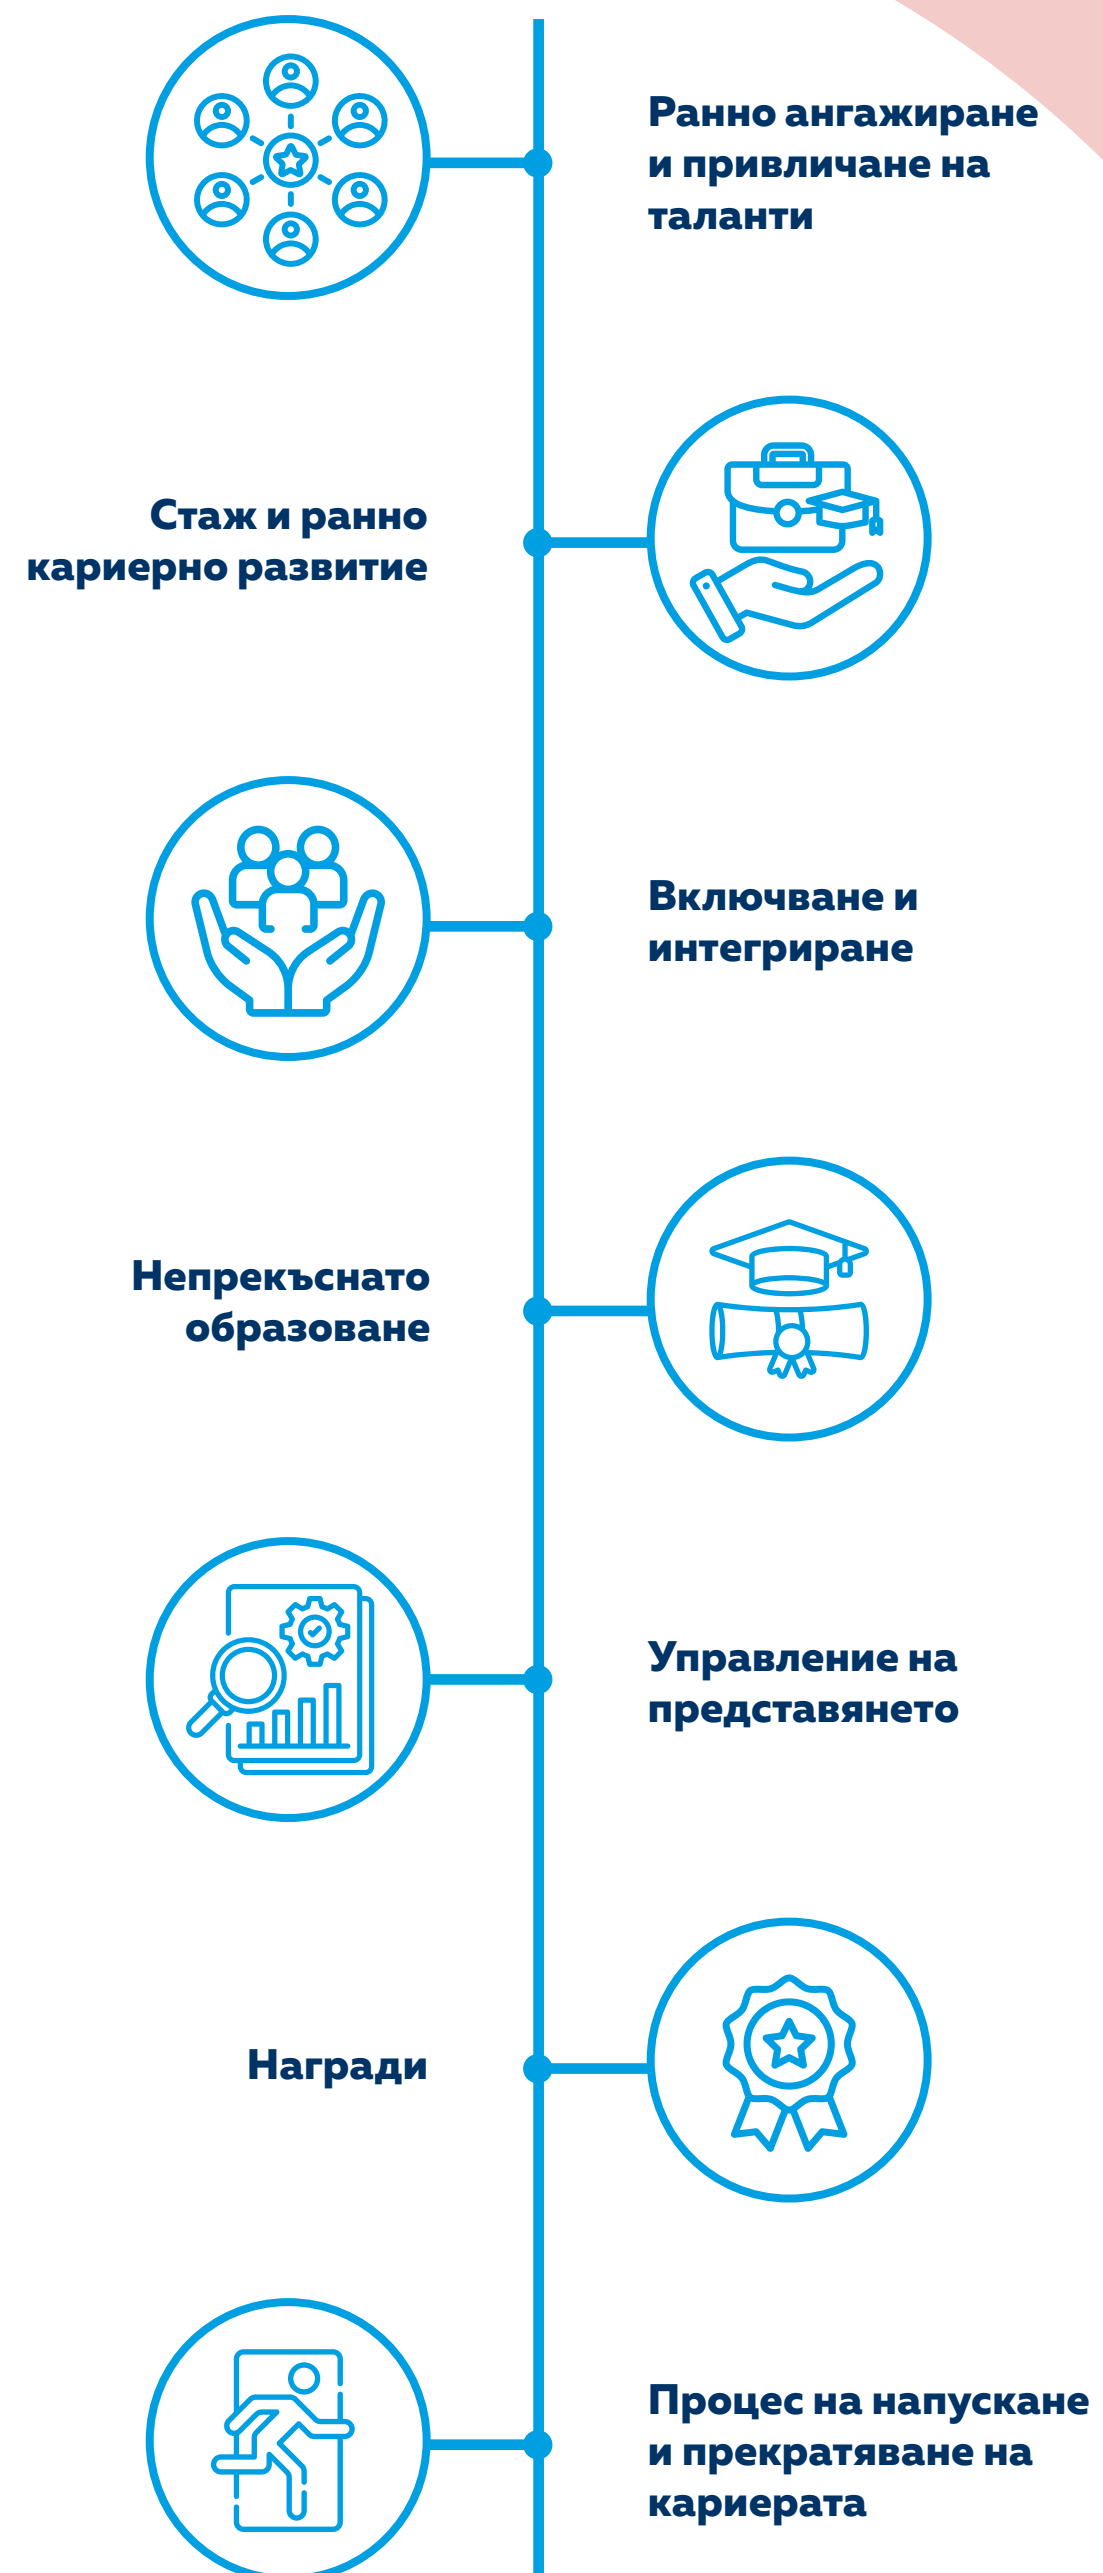 Ранно ангажиране
и привличане на
таланти
Стаж и ранно
кариерно развитие
Включване и
интегриране
Непрекъснато
образоване
Управление на
представянето
Награди
Процес на напускане
и прекратяване на
кариерата